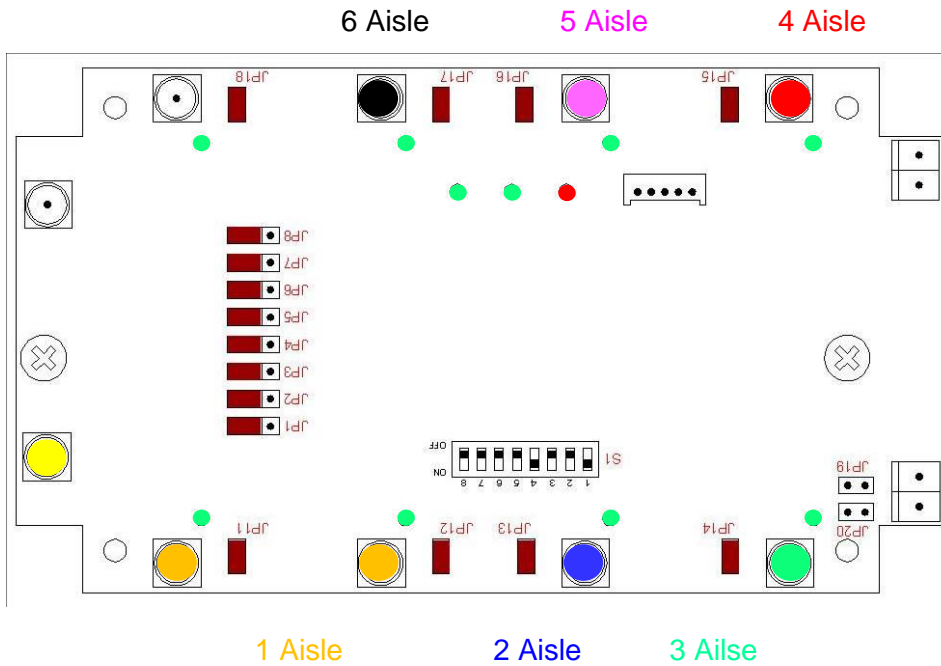 6 Aisle 5 Aisle 4 Aisle
JP18 JP17 JP16 JP15
JP8
JP7
JP6
JP5
JP4
JP3
JP2
JP1
OFF
S1
ON
8 7 6 5 4 3 2 1
JP19
JP20
JP11 JP12 JP13 JP14
1 Aisle 2 Aisle 3 Ailse